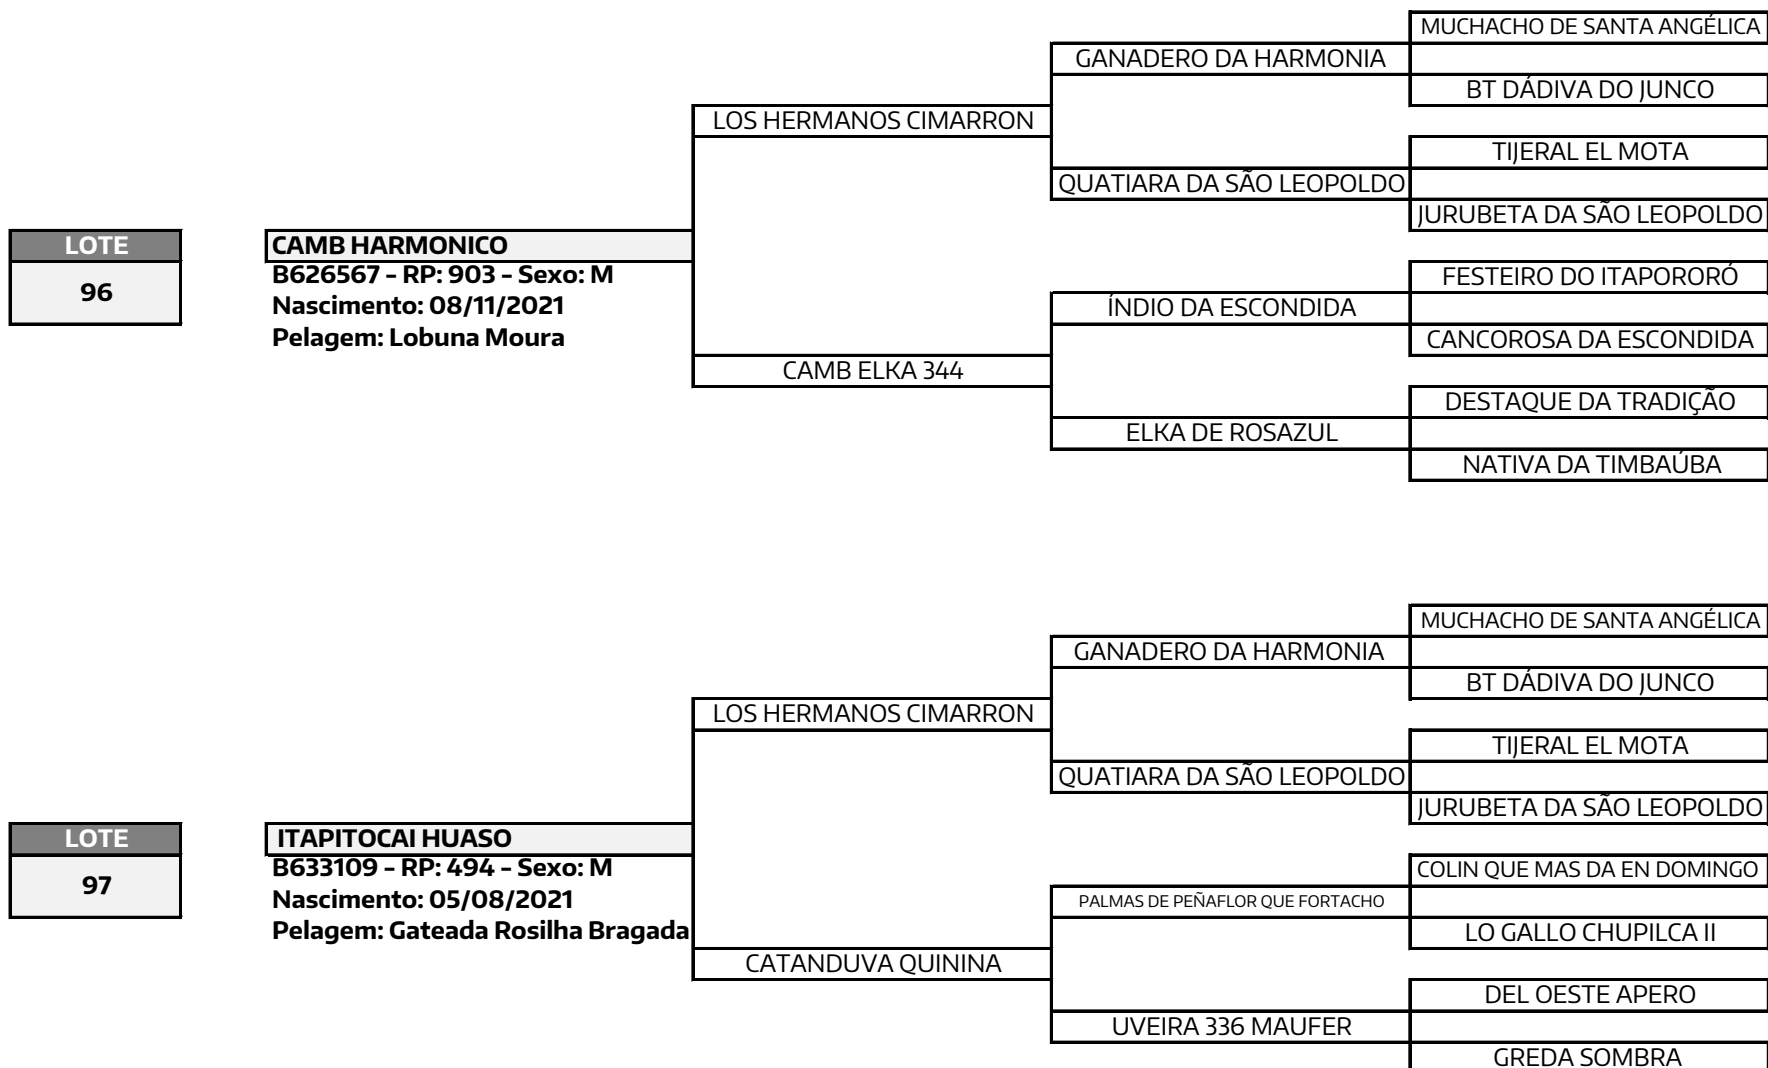 MUCHACHO DE SANTA ANGÉLICA
GANADERO DA HARMONIA
BT DÁDIVA DO JUNCO
LOS HERMANOS CIMARRON
TIJERAL EL MOTA
QUATIARA DA SÃO LEOPOLDO
JURUBETA DA SÃO LEOPOLDO
LOTE
96
CAMB HARMONICO
B626567 - RP: 903 - Sexo: M
Nascimento: 08/11/2021
Pelagem: Lobuna Moura
FESTEIRO DO ITAPORORÓ
ÍNDIO DA ESCONDIDA
CANCOROSA DA ESCONDIDA
CAMB ELKA 344
DESTAQUE DA TRADIÇÃO
ELKA DE ROSAZUL
NATIVA DA TIMBAÚBA
MUCHACHO DE SANTA ANGÉLICA
GANADERO DA HARMONIA
BT DÁDIVA DO JUNCO
LOS HERMANOS CIMARRON
TIJERAL EL MOTA
QUATIARA DA SÃO LEOPOLDO
JURUBETA DA SÃO LEOPOLDO
LOTE
97
ITAPITOCAI HUASO
B633109 - RP: 494 - Sexo: M
Nascimento: 05/08/2021
Pelagem: Gateada Rosilha Bragada
COLIN QUE MAS DA EN DOMINGO
PALMAS DE PEÑAFLOR QUE FORTACHO
LO GALLO CHUPILCA II
CATANDUVA QUININA
DEL OESTE APERO
UVEIRA 336 MAUFER
GREDA SOMBRA